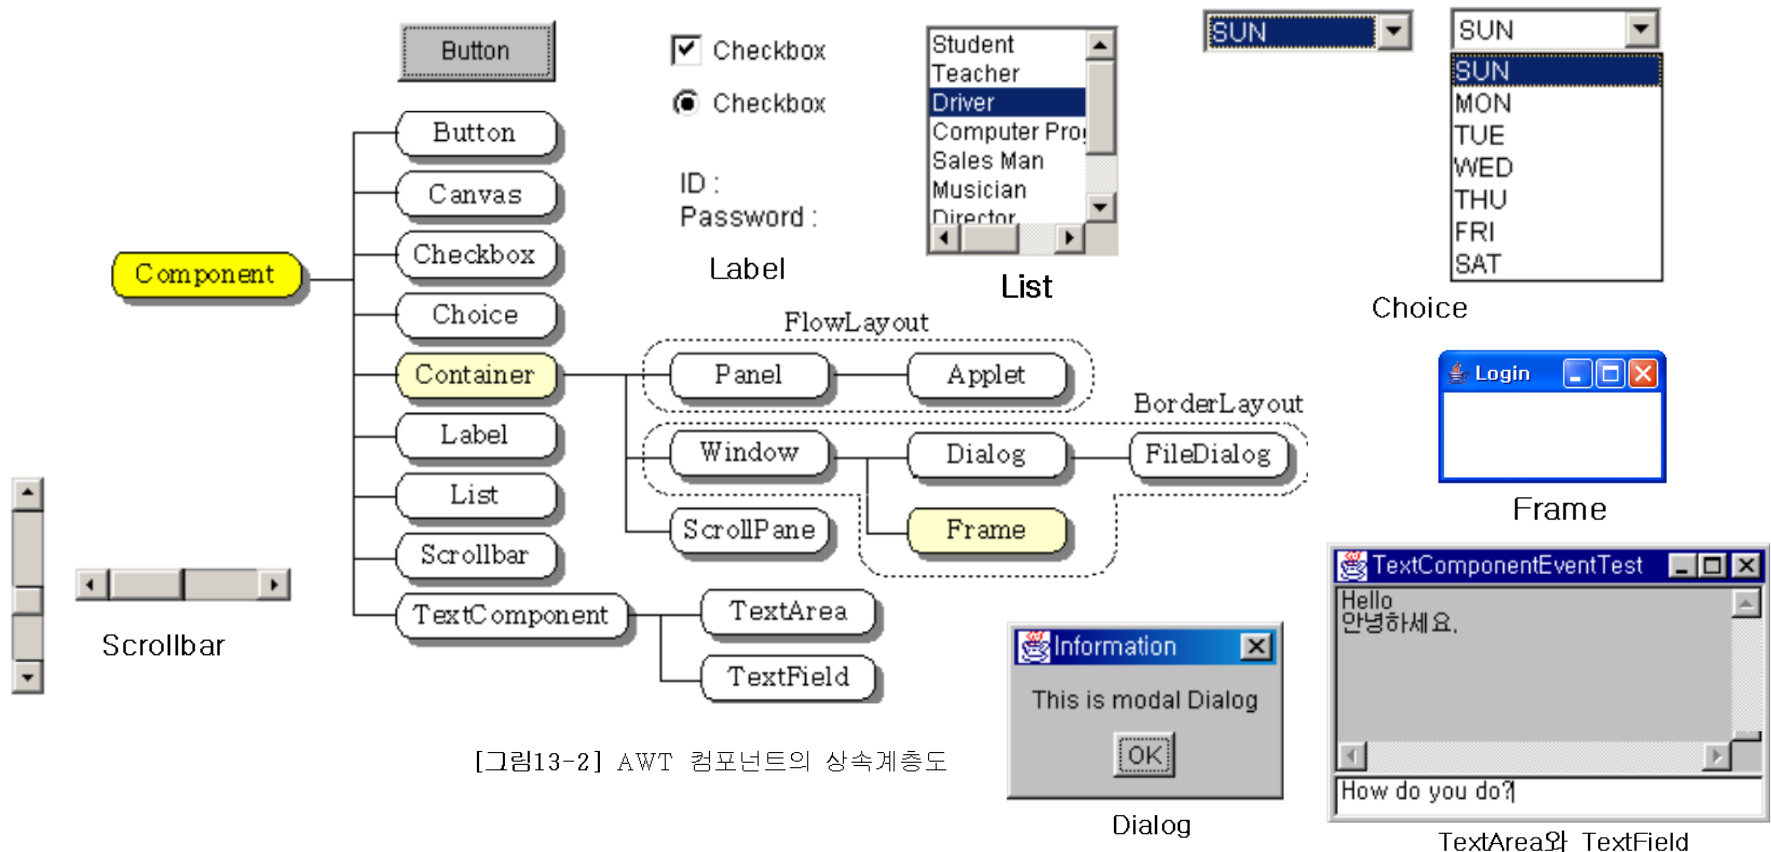 Button
Checkbox
Checkbox
ID :
Password :
Label
Student
Teacher
Driver
Computer Prog
Sales Man
Musician
Director
List
SUN
SUN
SUN
MON
TUE
WED
THU
FRI
SAT
Choice
Component
Button
Canvas
Checkbox
Choice
Container
Label
List
Scrollbar
TextComponent
FlowLayout
Panel
Applet
BorderLayout
Window
Dialog
FileDialog
ScrollPane
Frame
TextArea
TextField
Scrollbar
Login
Frame
Information
This is modal Dialog
OK
Dialog
TextComponentEventTest
Hello
안녕하세요.
How do you do?
TextArea와 TextField
[그림13-2] AWT 컴포넌트의 상속계층도